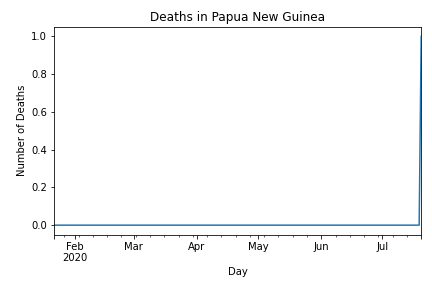 Deaths in Papua New Guinea
1.0
0.8
0.6
0.4
0.2
0.0
Number of Deaths
Feb Mar Apr May Jun Jul
2020
Day